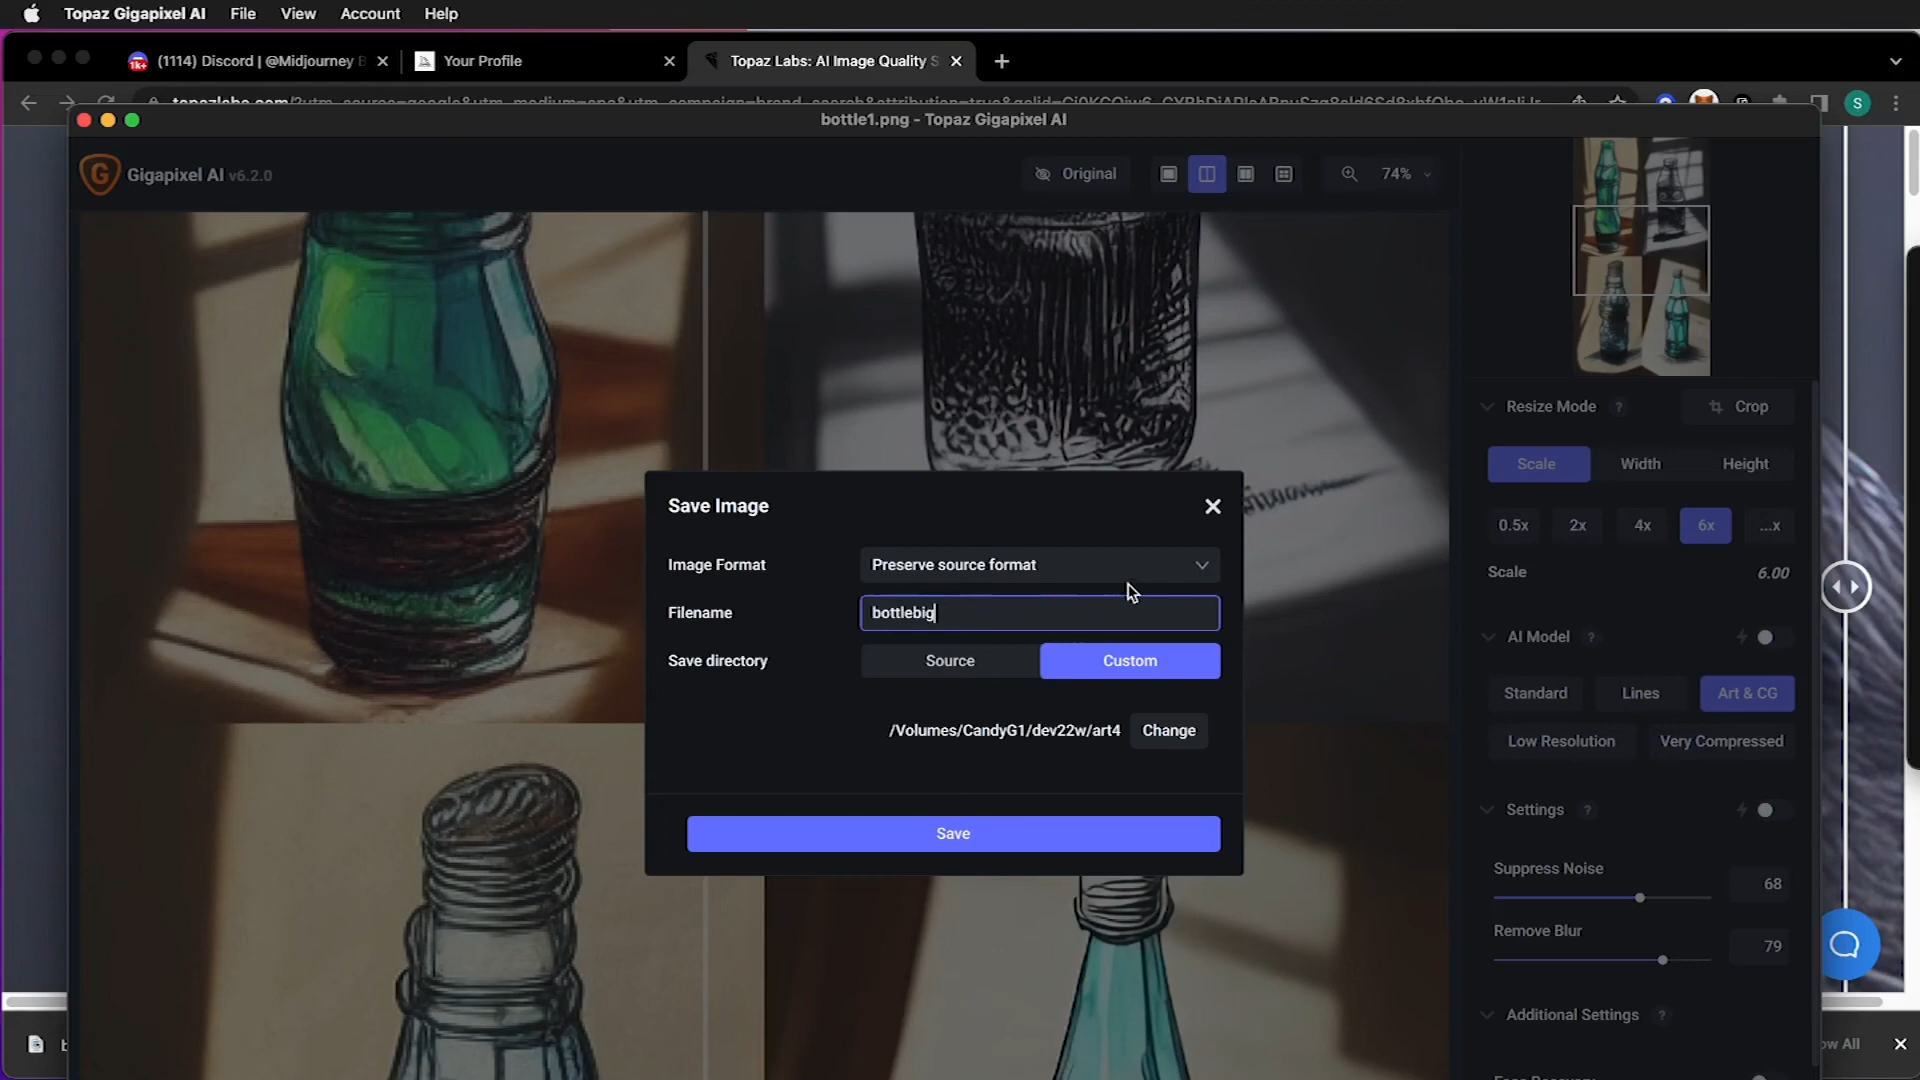 Topaz Gigapixel AI File View Account Help
(1114) Discord | @Midjourney B
Your Profile
Topaz Labs: AI Image Quality S
bottle1.png - Topaz Gigapixel AI
Gigapixel AI v6.2.0
Original
74%
Resize Mode ?
Crop
Scale Width Height
0.5x 2x 4x 6x ...x
Scale 6.00
AI Model ?
Standard Lines Art & CG
Low Resolution Very Compressed
Settings ?
Suppress Noise
68
Remove Blur
79
Additional Settings ?
Save Image
Image Format Preserve source format
Filename bottlebig
Save directory Source Custom
/Volumes/CandyG1/dev22w/art4 Change
Save
S
1k+